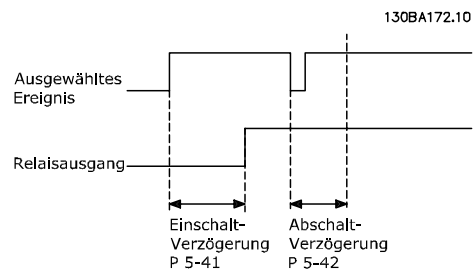 130BA172.10
Ausgewähltes
Ereignis
Relaisausgang
Einschalt-
Verzögerung
P 5-41
Abschalt-
Verzögerung
P 5-42